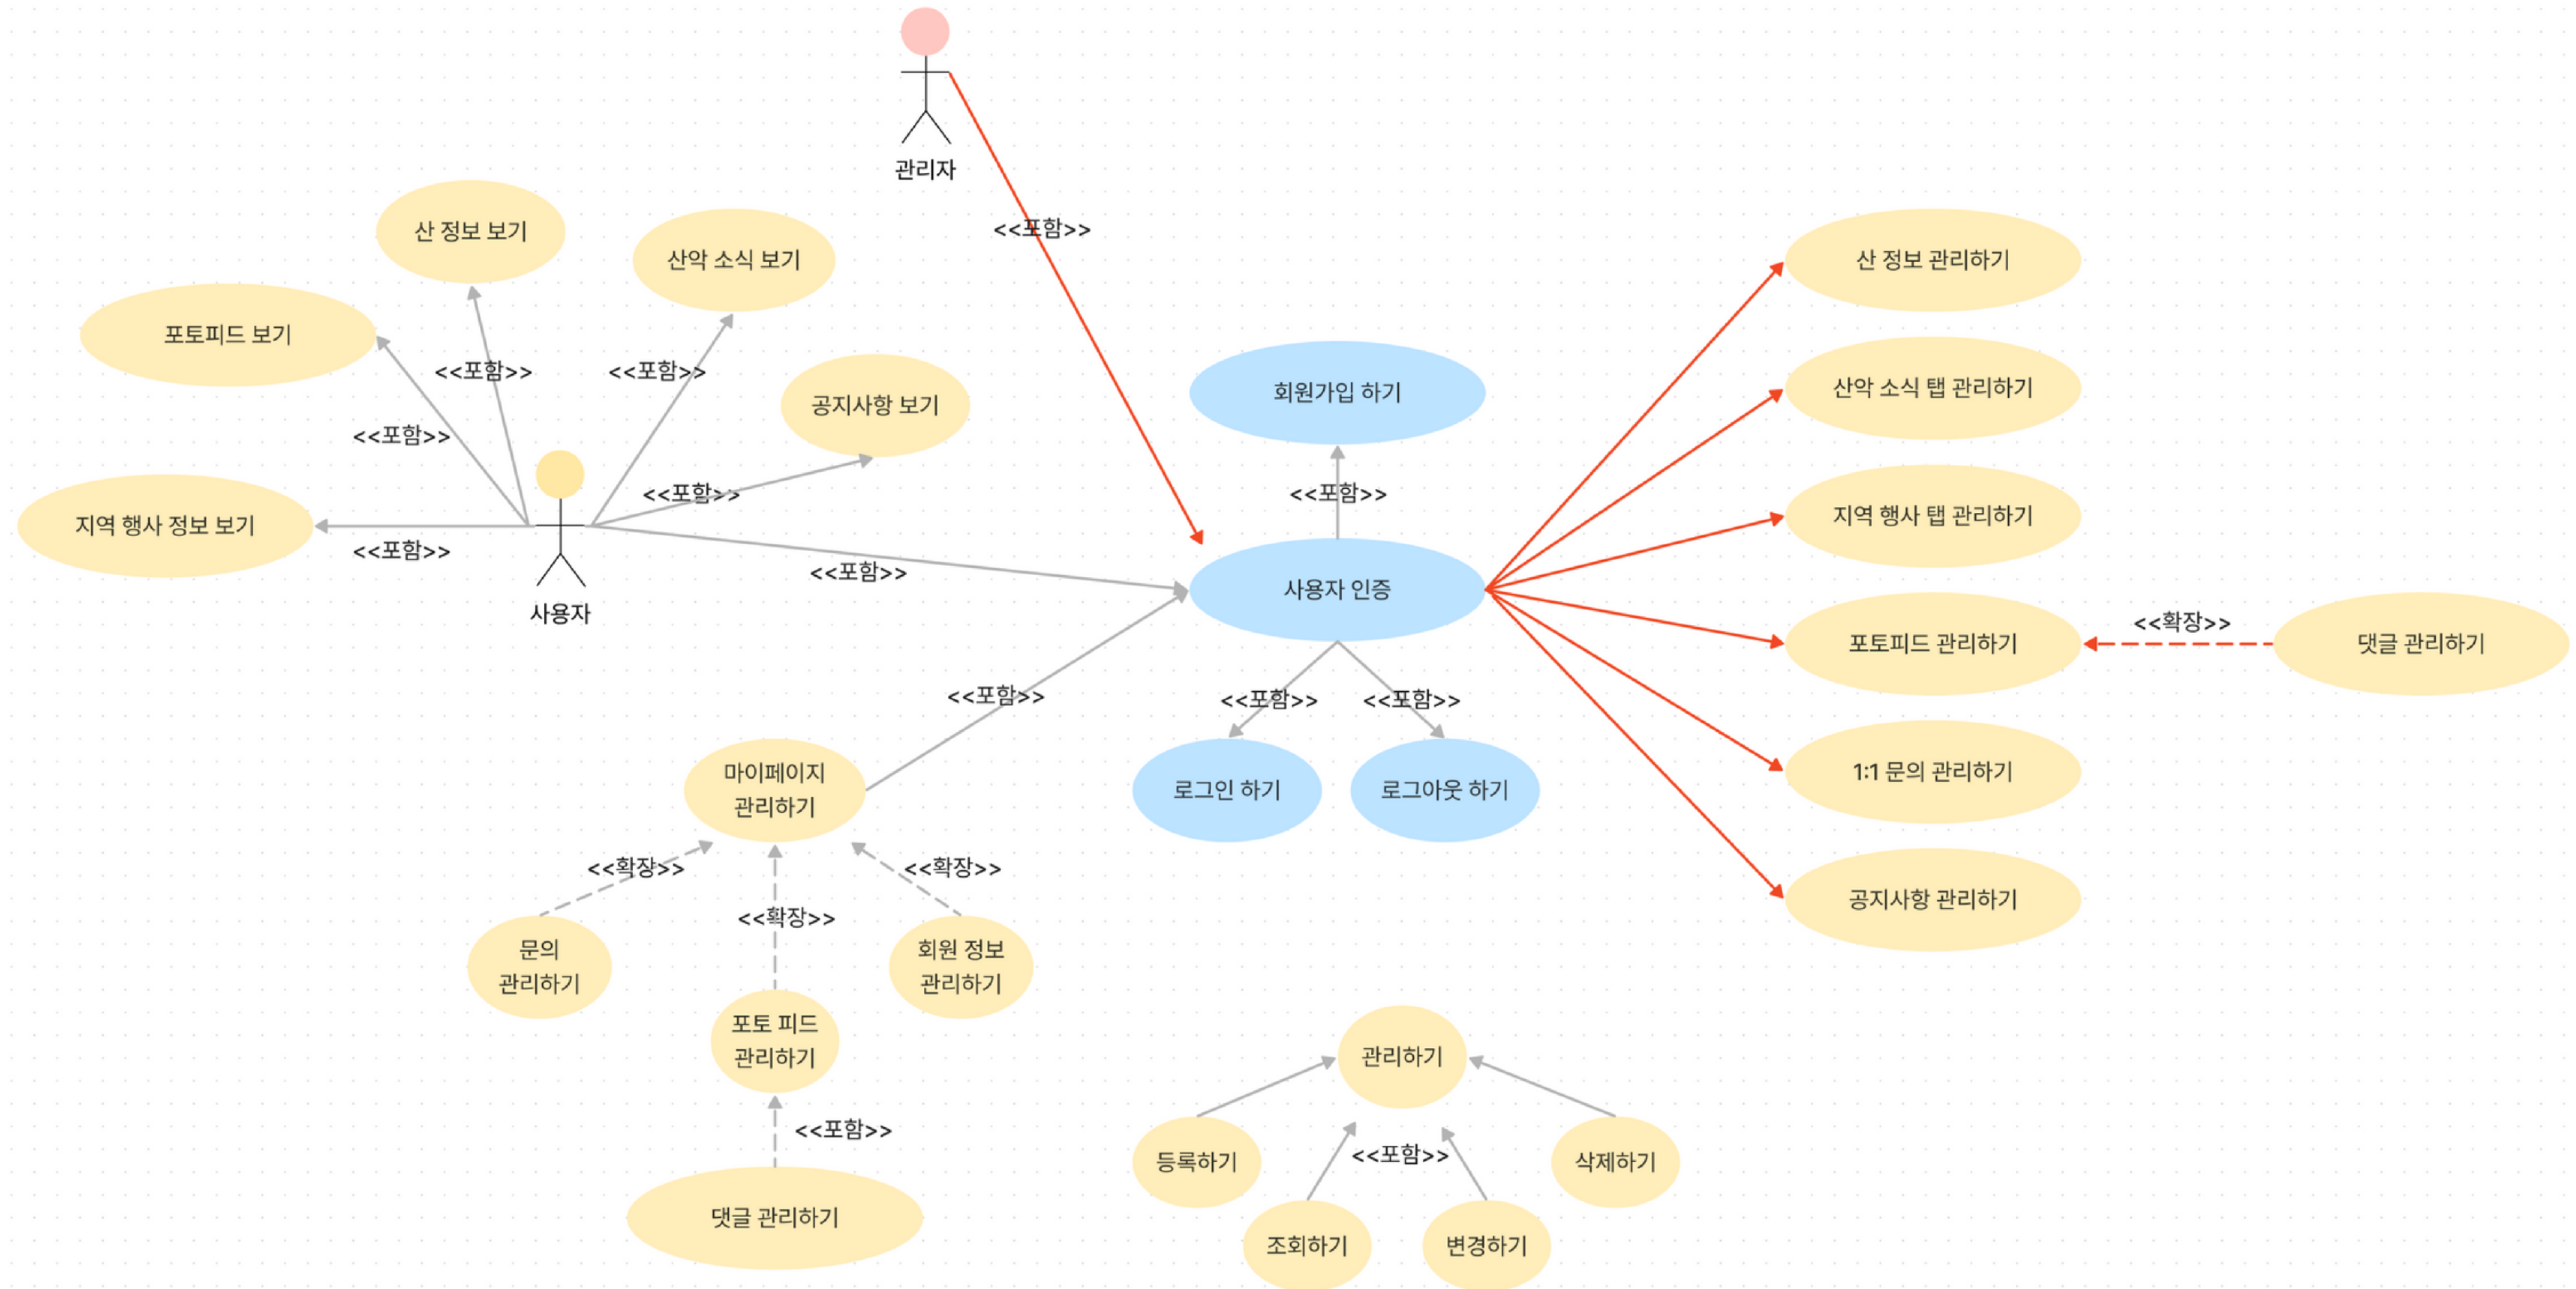 관리자
<<포함>>
산 정보 보기
산악 소식 보기
포토피드 보기
공지사항 보기
지역 행사 정보 보기
<<포함>>
<<포함>>
<<포함>>
<<포함>>
<<포함>>
<<포함>>
사용자
회원가입 하기
<<포함>>
사용자 인증
<<포함>>
<<포함>>
로그인 하기
로그아웃 하기
산 정보 관리하기
산악 소식 탭 관리하기
지역 행사 탭 관리하기
포토피드 관리하기
<<확장>>
댓글 관리하기
1:1 문의 관리하기
공지사항 관리하기
<<포함>>
마이페이지
관리하기
<<확장>>
<<확장>>
<<확장>>
문의
관리하기
회원 정보
관리하기
포토 피드
관리하기
<<포함>>
댓글 관리하기
관리하기
등록하기
<<포함>>
삭제하기
조회하기
변경하기